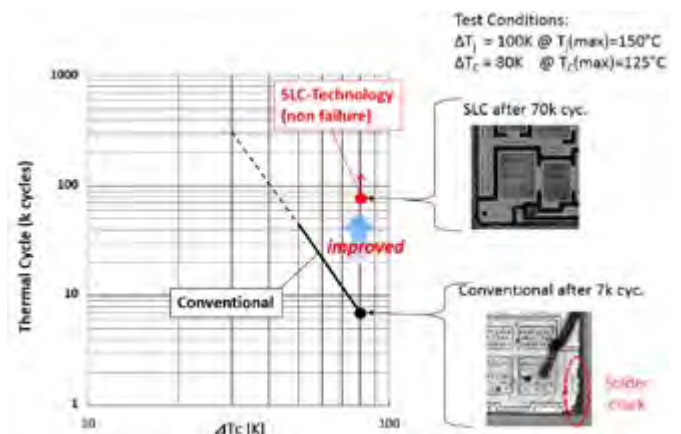 Test Conditions:
ΔTj = 100K @ Tj(max)=150°C
ΔTc = 80K @ Tc(max)=125°C
1000
SLC-Technology
(non failure)
SLC after 70k cyc.
100
improved
Thermal Cycle (k cycles)
Conventional
10
Conventional after 7k cyc.
Solder
crack
1
10
100
ΔTc [K]